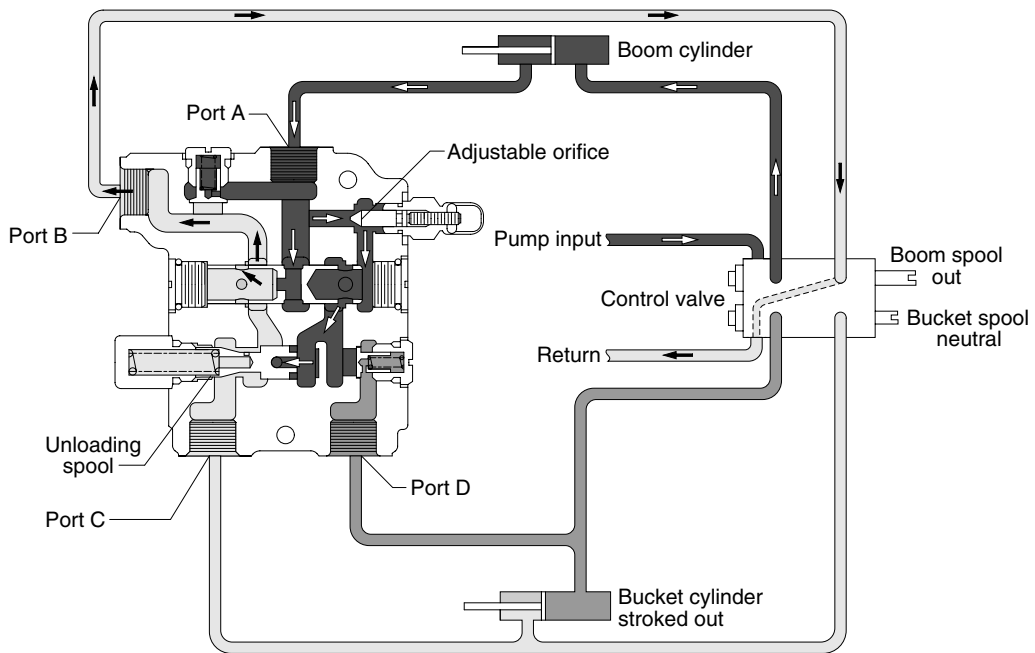 Boom cylinder
Port A
Adjustable orifice
Port B
Pump input
Boom spool
out
Control valve
Bucket spool
neutral
Return
Unloading
spool
Port D
Port C
Bucket cylinder
stroked out